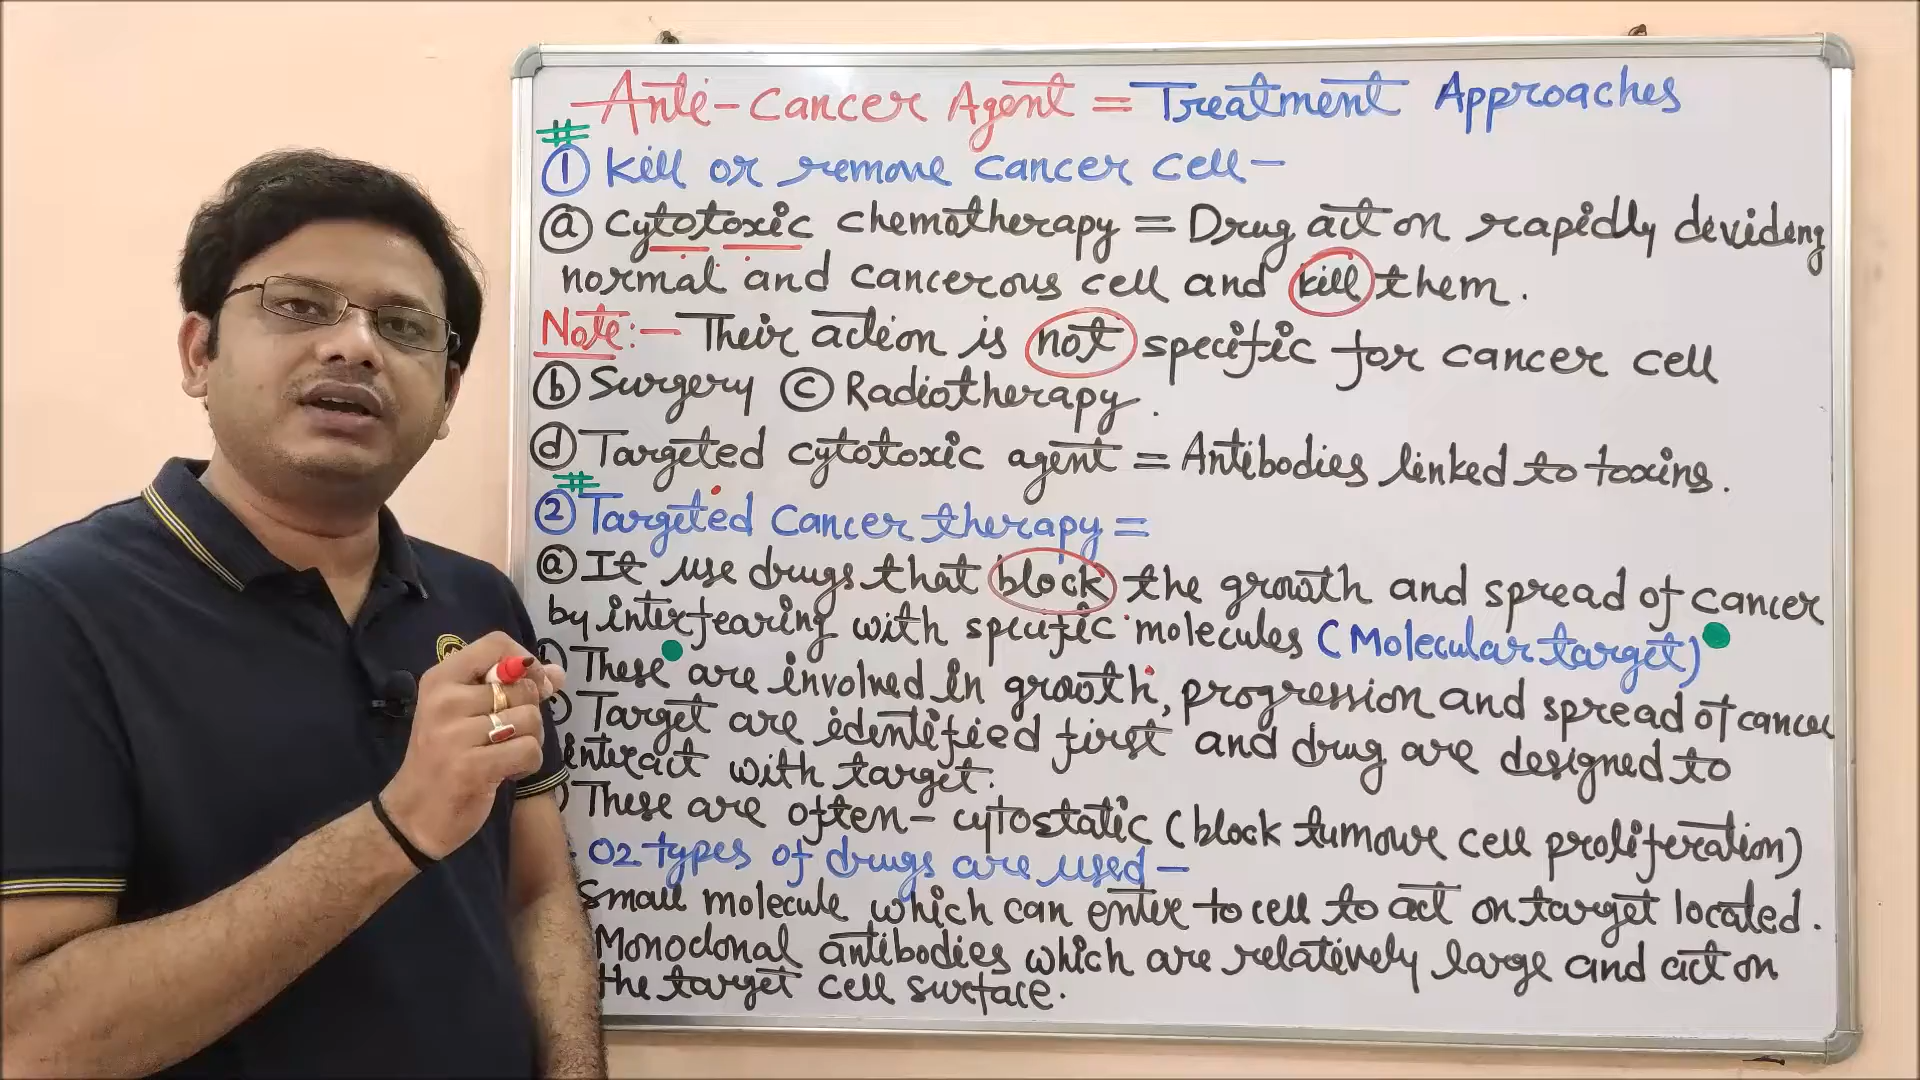 Anti-Cancer Agent = Treatment Approaches
#
① Kill or remove cancer cell-
ⓐ Cytotoxic chemotherapy = Drug act on rapidly deviding
normal and cancerous cell and kill them.
Note:- Their action is not specific for cancer cell
ⓑ Surgery ⓒ Radiotherapy.
ⓓ Targeted cytotoxic agent = Antibodies linked to toxins.
#
② Targeted Cancer therapy =
ⓐ It use drugs that block the growth and spread of cancer
by interfearing with specific molecules (Molecular target)
These are involved in growth, progression and spread of cancer
Target are identified first and drug are designed to
interact with target.
These are often - cytostatic (block tumour cell proliferation)
02 types of drugs are used -
Small molecule which can enter to cell to act on target located.
Monoclonal antibodies which are relatively large and act on
the target cell surface.